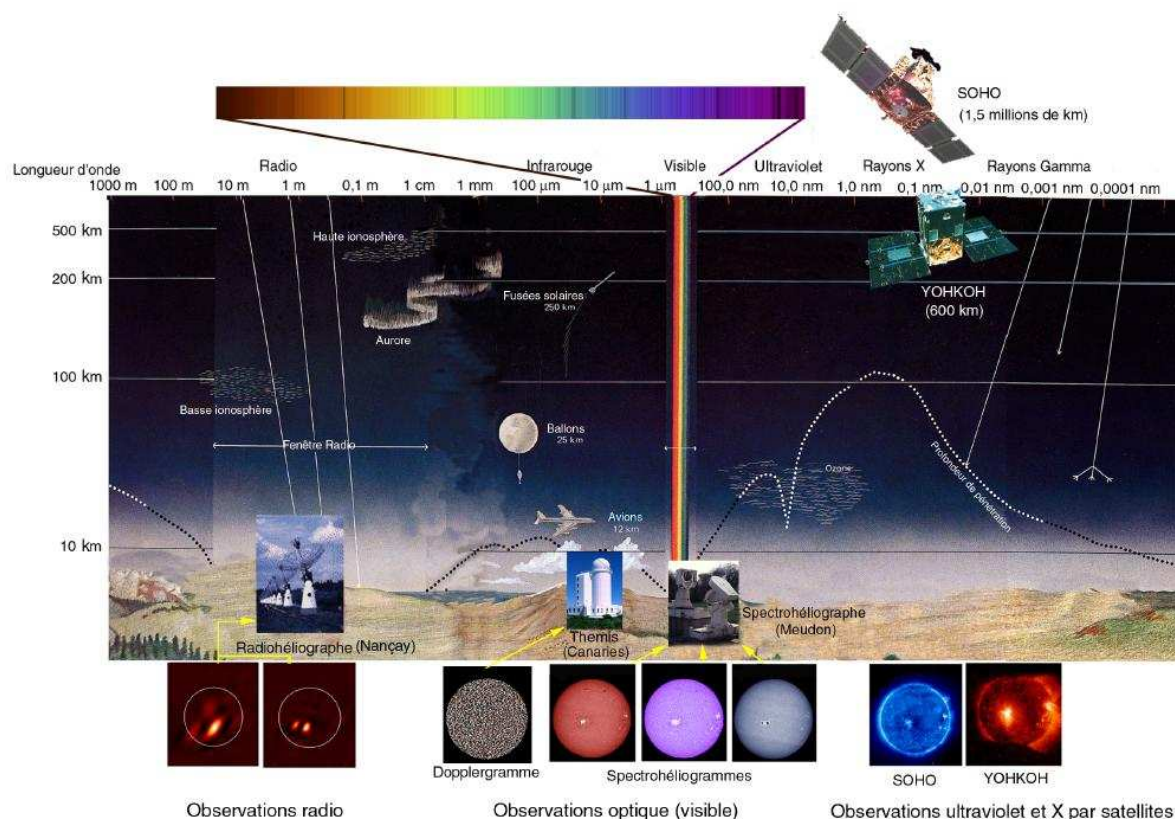 SOHO
(1,5 millions de km)
Longueur d'onde
Radio
Infrarouge
Visible
Ultraviolet
Rayons X
Rayons Gamma
1000 m 100 m 10 m 1 m 0,1 m 1 cm 1 mm 100 µm 10 µm 1 µm 100,0 nm 10,0 nm 1,0 nm 0,1 nm 0,01 nm 0,001 nm 0,0001 nm
500 km
Haute ionosphère
200 km
Fusées solaires
250 km
YOHKOH
(600 km)
Aurore
100 km
Basse ionosphère
Fenêtre Radio
Ballons
25 km
Ozone
Profondeur de pénétration
Avions
12 km
10 km
Radiohéliographe (Nançay)
Themis
(Canaries)
Spectrohéliographe
(Meudon)
Dopplergramme
Spectrohéliogrammes
SOHO
YOHKOH
Observations radio
Observations optique (visible)
Observations ultraviolet et X par satellites